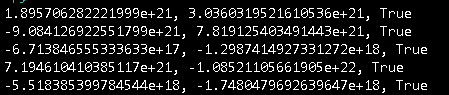 1.895706282221999e+21, 3.0360319521610536e+21, True
-9.084126922551799e+21, 7.819125403491443e+21, True
-6.713846555333633e+17, -1.2987414927331272e+18, True
7.194610410385117e+21, -1.08521105661905e+22, True
-5.518385399784544e+18, -1.7480479692639647e+18, True